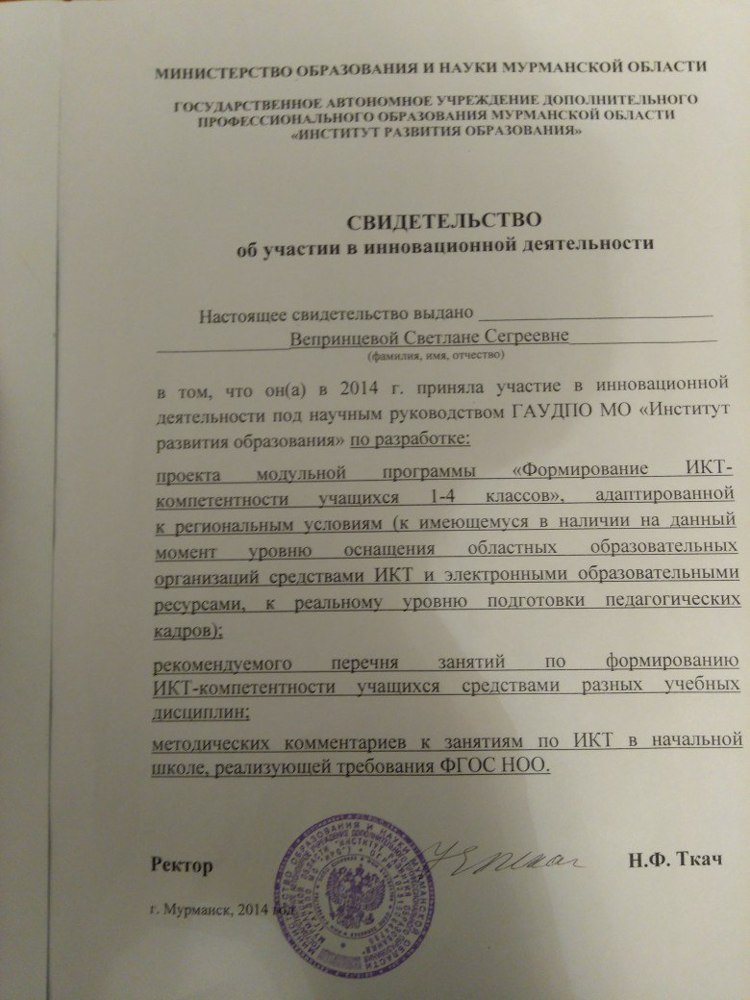 МИНИСТЕРСТВО ОБРАЗОВАНИЯ И НАУКИ МУРМАНСКОЙ ОБЛАСТИ
ГОСУДАРСТВЕННОЕ АВТОНОМНОЕ УЧРЕЖДЕНИЕ ДОПОЛНИТЕЛЬНОГО
ПРОФЕССИОНАЛЬНОГО ОБРАЗОВАНИЯ МУРМАНСКОЙ ОБЛАСТИ
«ИНСТИТУТ РАЗВИТИЯ ОБРАЗОВАНИЯ»
СВИДЕТЕЛЬСТВО
об участии в инновационной деятельности
Настоящее свидетельство выдано
Вепринцевой Светлане Сегреевне
(фамилия, имя, отчество)
в том, что он(а) в 2014 г. приняла участие в инновационной
деятельности под научным руководством ГАУДПО МО «Институт
развития образования» по разработке:
проекта модульной программы «Формирование ИКТ-
компетентности учащихся 1-4 классов», адаптированной
к региональным условиям (к имеющемуся в наличии на данный
момент уровню оснащения областных образовательных
организаций средствами ИКТ и электронными образовательными
ресурсами, к реальному уровню подготовки педагогических
кадров);
рекомендуемого перечня занятий по формированию
ИКТ-компетентности учащихся средствами разных учебных
дисциплин;
методических комментариев к занятиям по ИКТ в начальной
школе, реализующей требования ФГОС НОО.
Ректор Н.Ф. Ткач
г. Мурманск, 2014 год